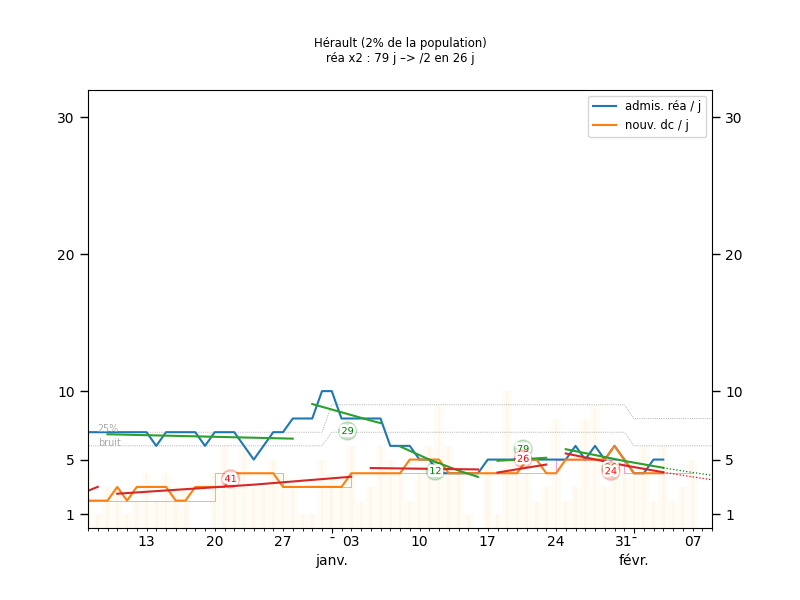 Hérault (2% de la population)
réa x2 : 79 j –> /2 en 26 j
admis. réa / j
nouv. dc / j
30 30
20 20
10 10
5 5
1 1
25%
bruit
29
41
12
79
26
24
13 20 27 - 03 10 17 24 31 - 07
janv. févr.